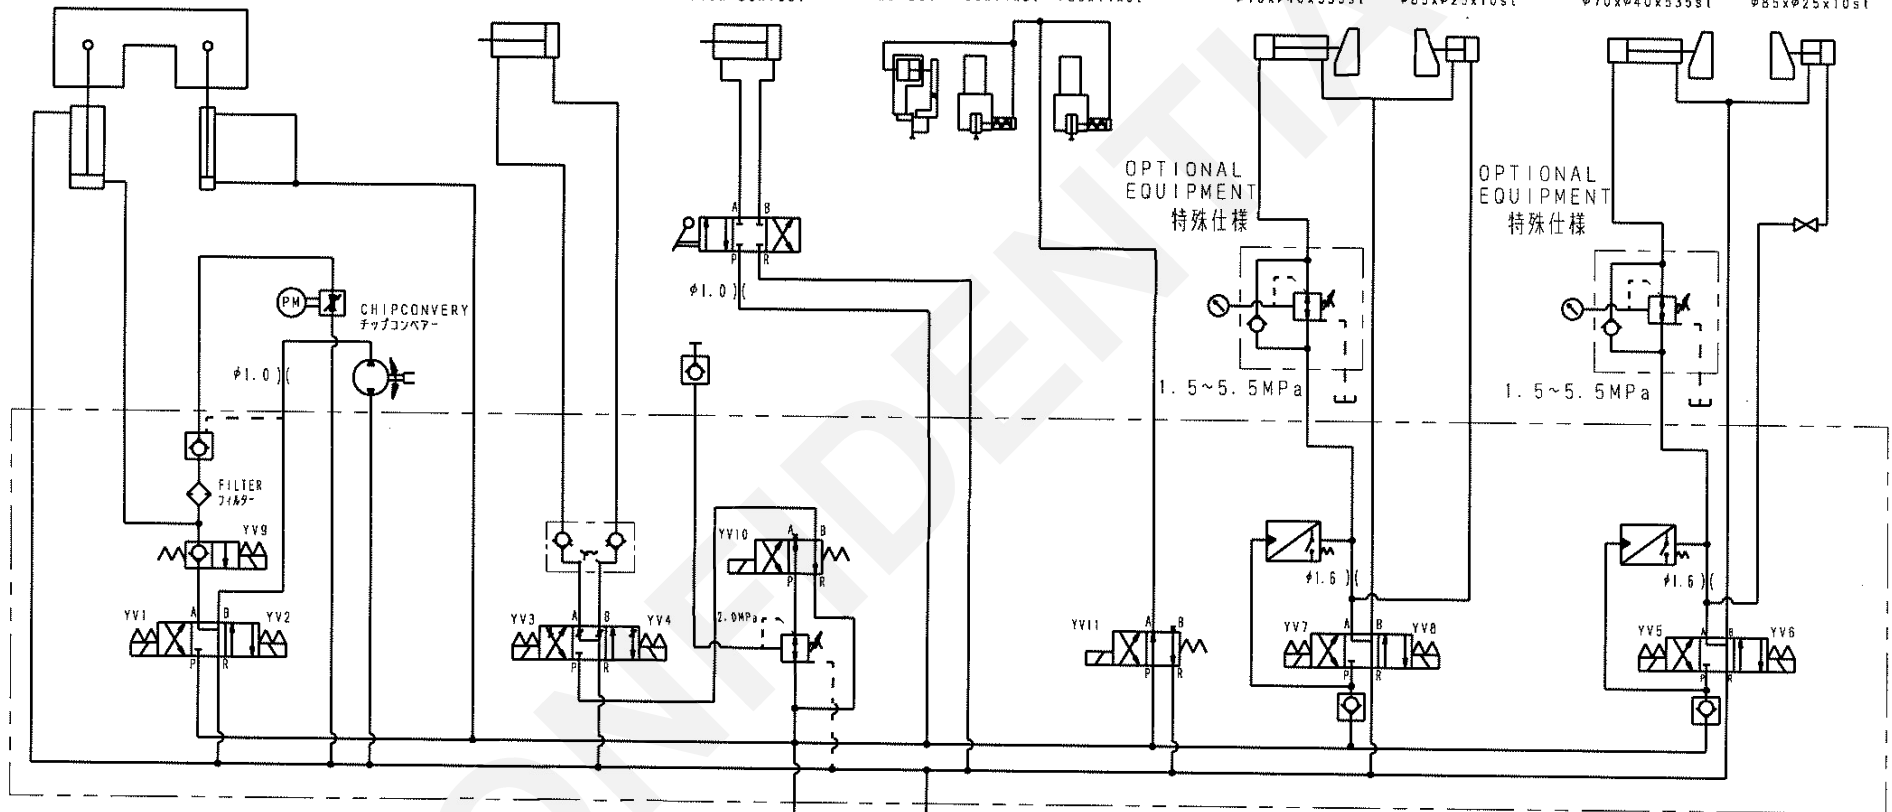 A B
P R
φ1.0)(
OPTIONAL
EQUIPMENT
特殊仕様
OPTIONAL
EQUIPMENT
特殊仕様
PM
CHIPCONVERY
チップコンベアー
φ1.0)(
1.5~5.5MPa
1.5~5.5MPa
FILTER
フィルター
YV9
YV10
A B
P R
φ1.6)(
φ1.6)(
YV1
A B
YV2
P R
YV3
A B
YV4
P R
2.0MPa
YV11
A B
P R
YV7
A B
YV8
P R
YV5
A B
YV6
P R